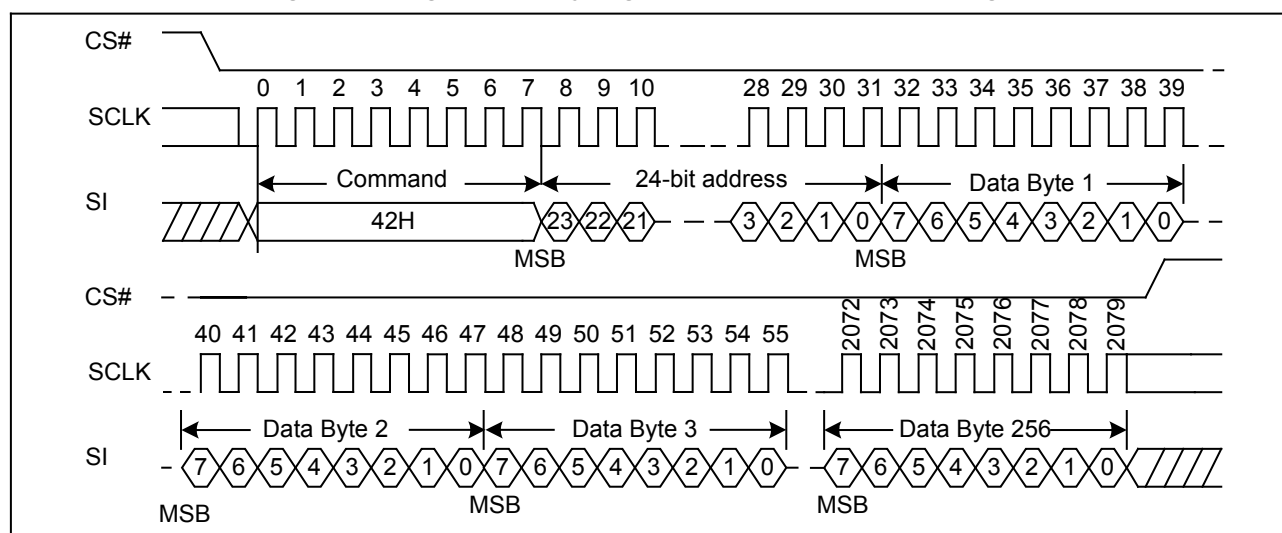 CS#
0 1 2 3 4 5 6 7 8 9 10 28 29 30 31 32 33 34 35 36 37 38 39
SCLK
Command 24-bit address Data Byte 1
SI
42H 23 22 21 3 2 1 0 7 6 5 4 3 2 1 0
MSB MSB
CS#
40 41 42 43 44 45 46 47 48 49 50 51 52 53 54 55 2072 2073 2074 2075 2076 2077 2078 2079
SCLK
Data Byte 2 Data Byte 3 Data Byte 256
SI
7 6 5 4 3 2 1 0 7 6 5 4 3 2 1 0 7 6 5 4 3 2 1 0
MSB MSB MSB